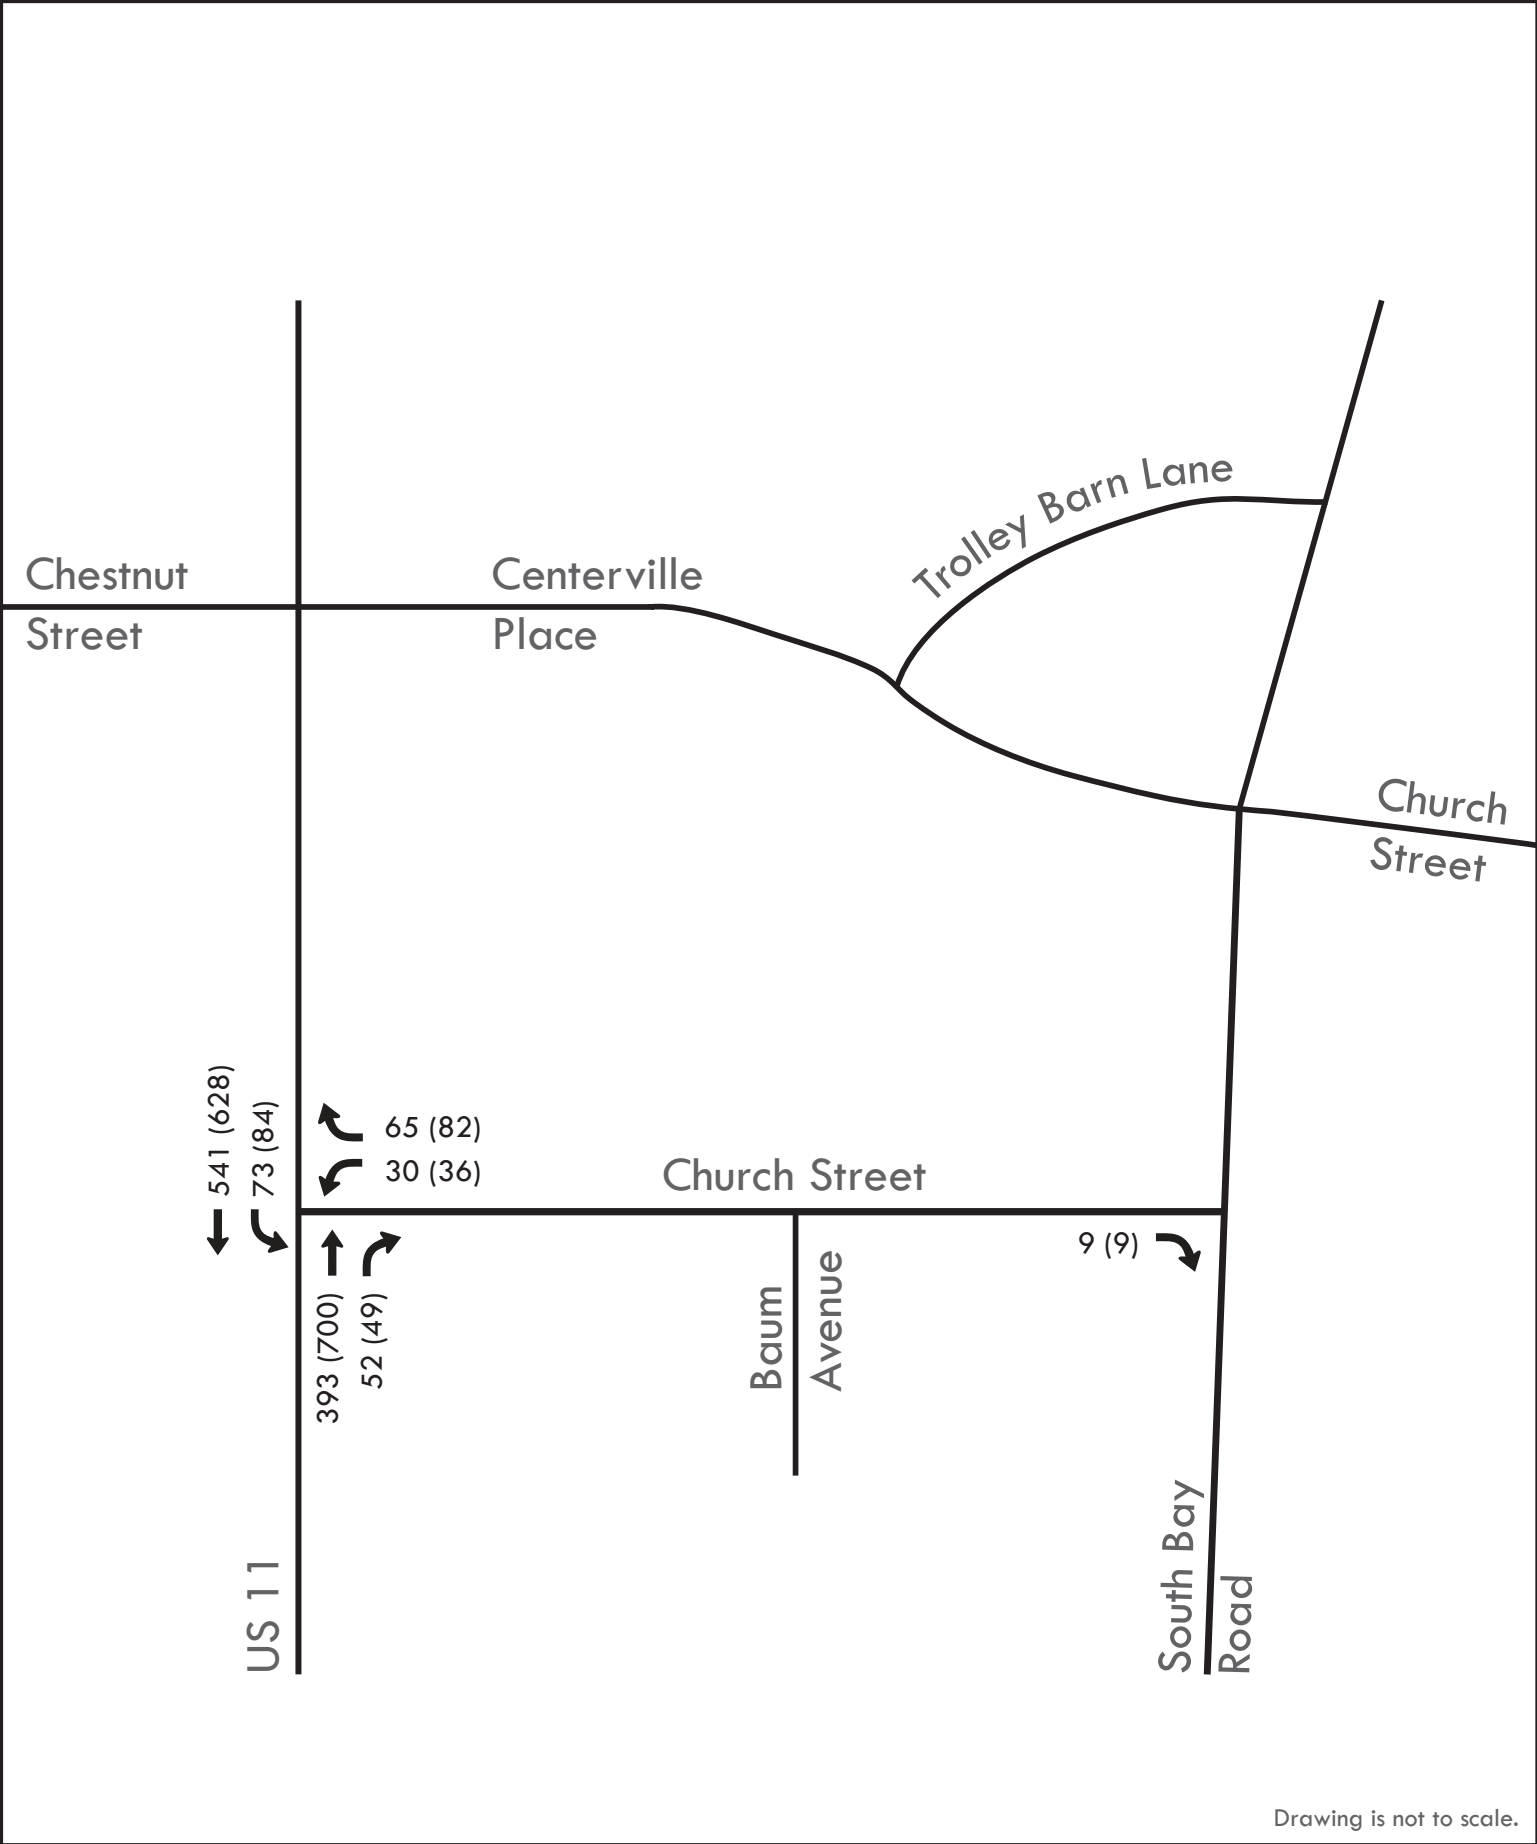 Trolley Barn Lane
Chestnut
Street
Centerville
Place
Church
Street
541 (628)
73 (84)
65 (82)
30 (36)
Church Street
9 (9)
393 (700)
52 (49)
Baum
Avenue
US 11
South Bay
Road
Drawing is not to scale.